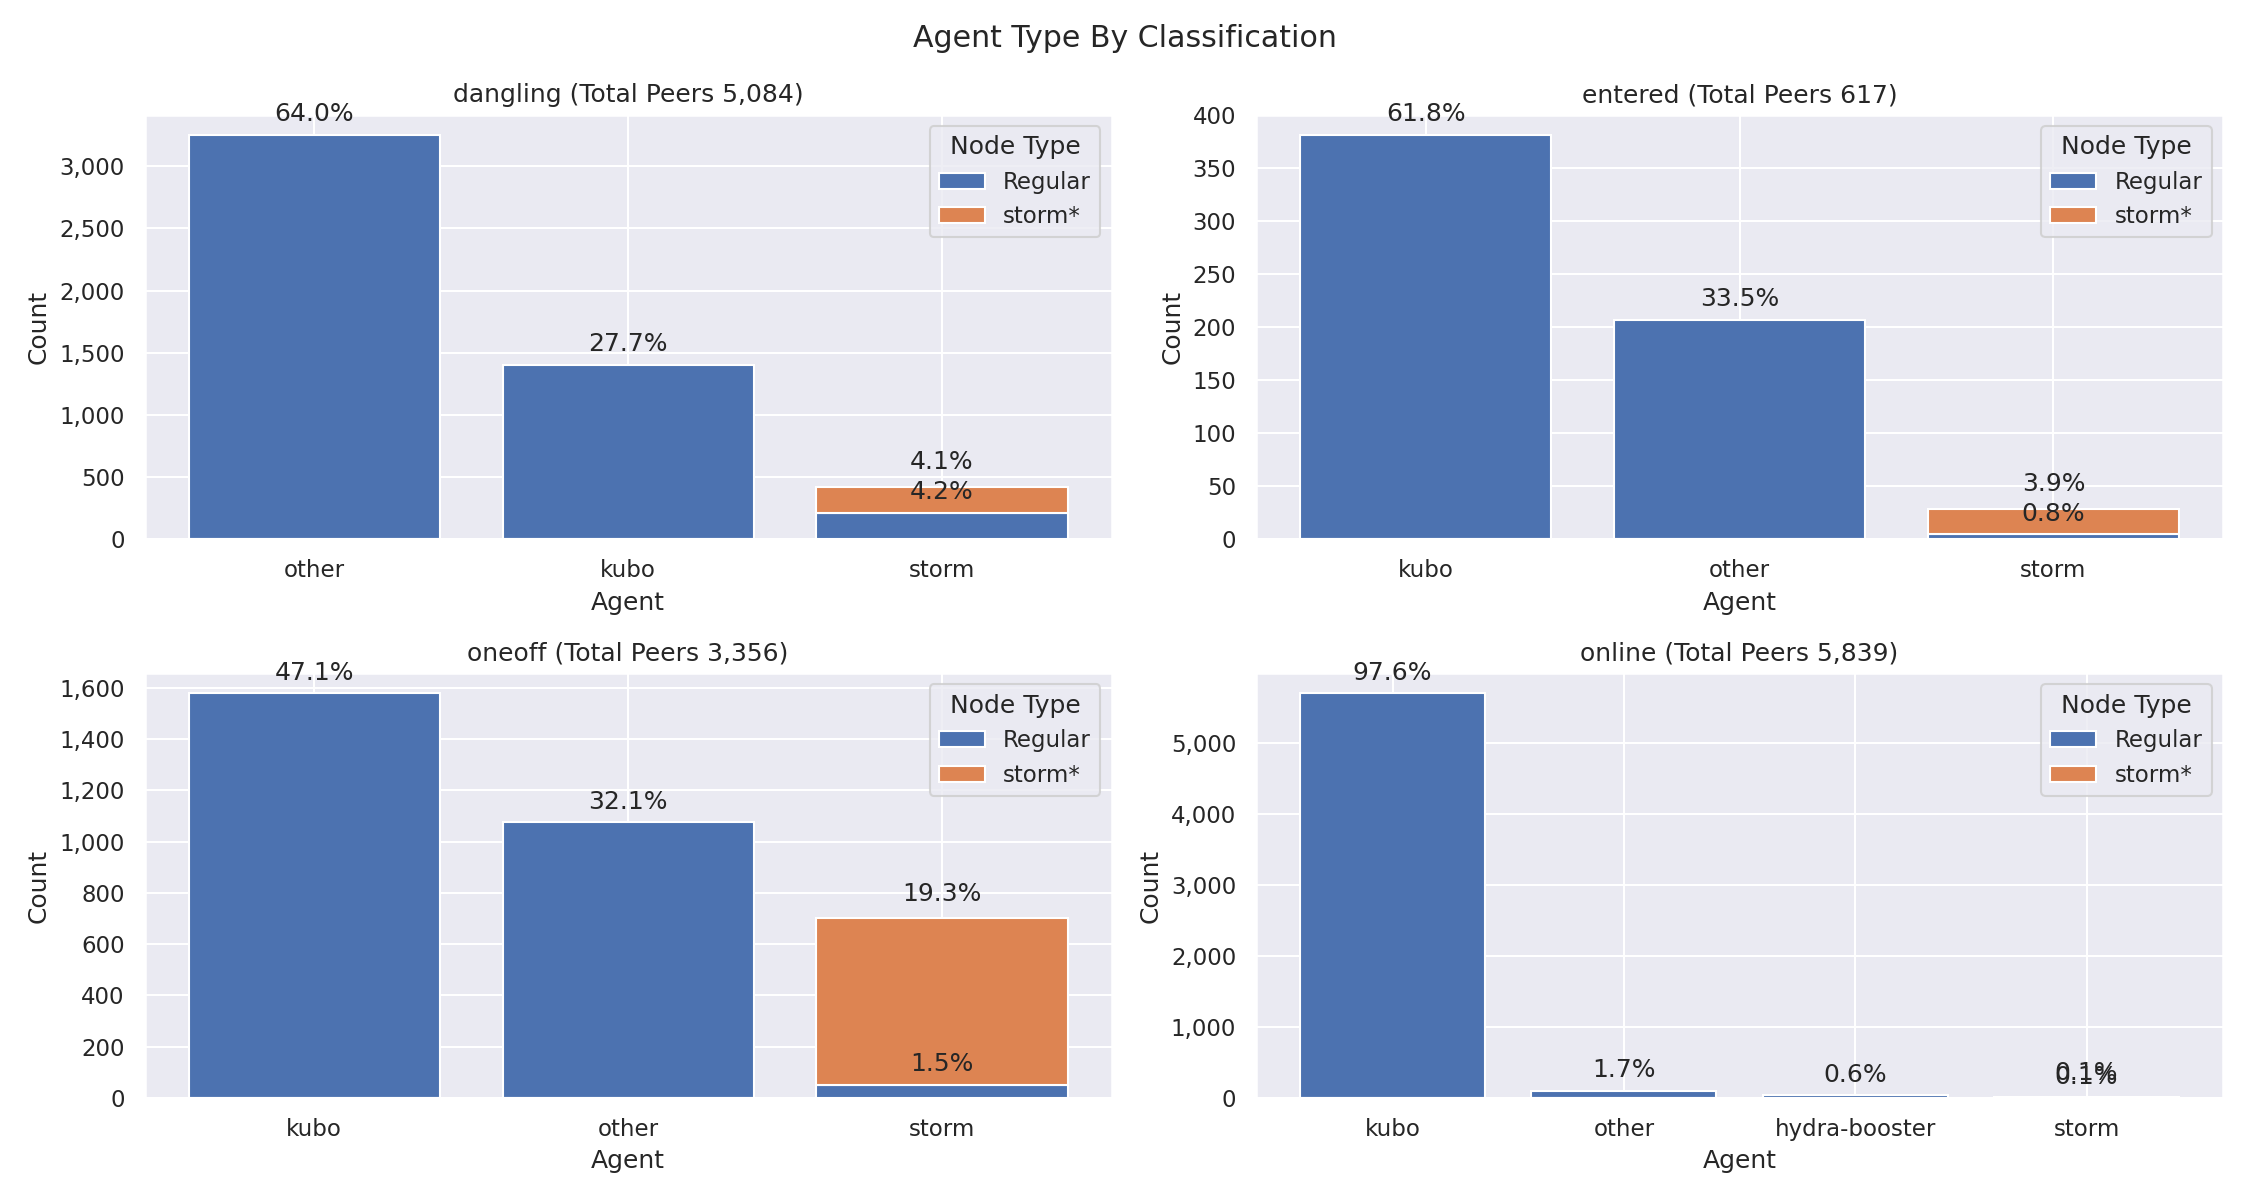 Agent Type By Classification
dangling (Total Peers 5,084)
64.0%
27.7%
4.1%
4.2%
3,000
2,500
2,000
1,500
1,000
500
0
Count
other
kubo
storm
Agent
Node Type
Regular
storm*
entered (Total Peers 617)
61.8%
33.5%
3.9%
0.8%
400
350
300
250
200
150
100
50
0
Count
kubo
other
storm
Agent
Node Type
Regular
storm*
oneoff (Total Peers 3,356)
47.1%
32.1%
19.3%
1.5%
1,600
1,400
1,200
1,000
800
600
400
200
0
Count
kubo
other
storm
Agent
Node Type
Regular
storm*
online (Total Peers 5,839)
97.6%
1.7%
0.6%
0.1%
0.1%
5,000
4,000
3,000
2,000
1,000
0
Count
kubo
other
hydra-booster
storm
Agent
Node Type
Regular
storm*